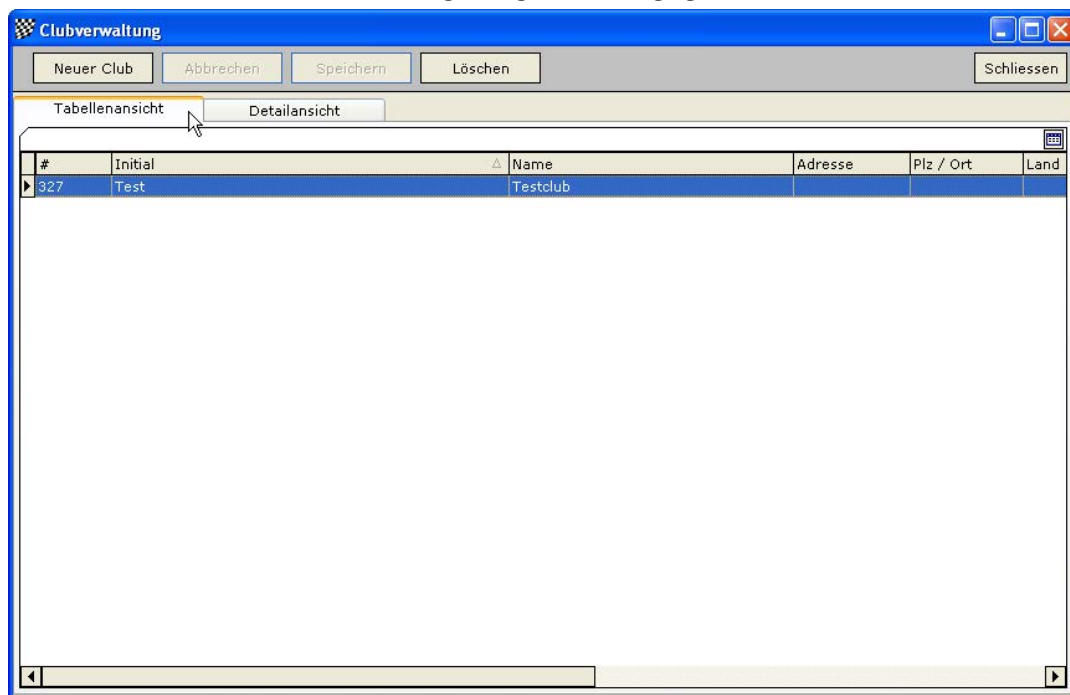 Clubverwaltung
Neuer Club Abbrechen Speichern Löschen Schliessen
Tabellenansicht Detailansicht
# Initial Name Adresse Plz / Ort Land
327 Test Testclub